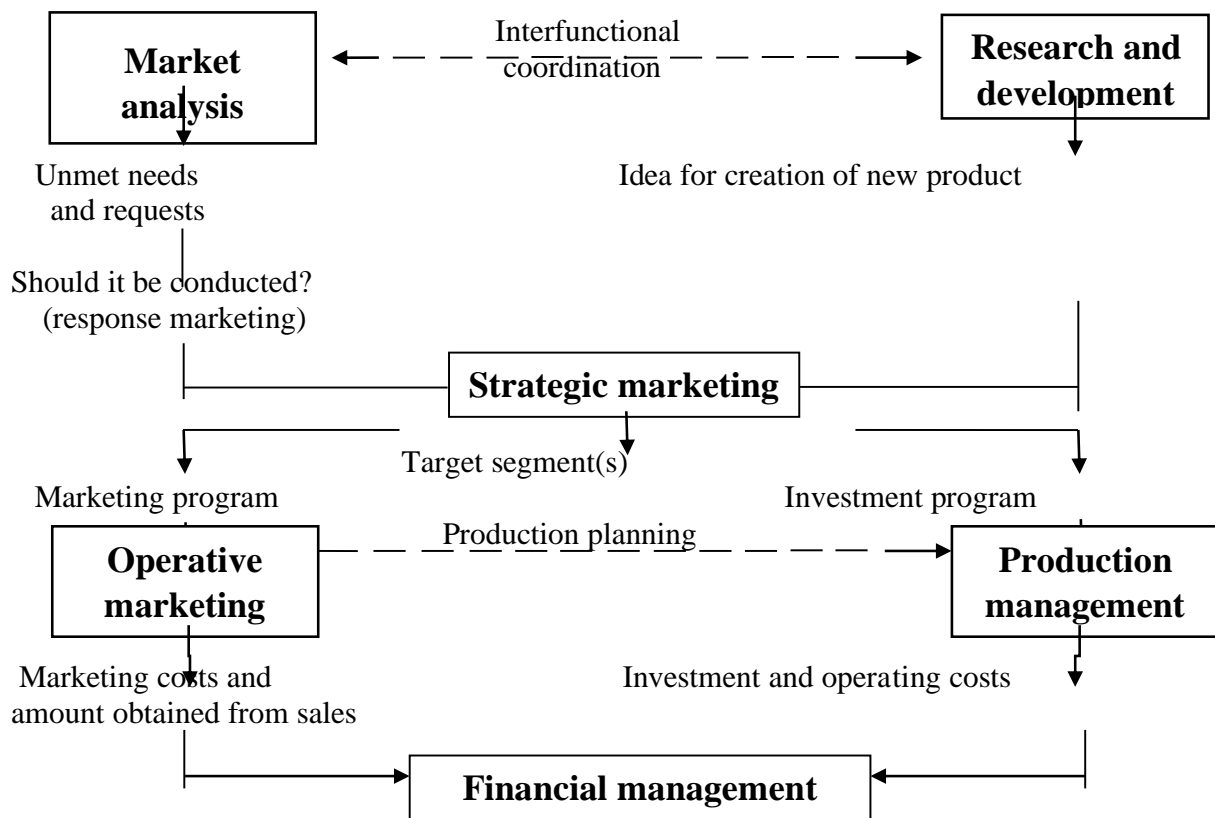 Interfunctional
coordination
Market
analysis
Research and
development
Unmet needs
and requests
Idea for creation of new product
Should it be conducted?
(response marketing)
Strategic marketing
Target segment(s)
Marketing program
Investment program
Production planning
Operative
marketing
Production
management
Marketing costs and
amount obtained from sales
Investment and operating costs
Financial management